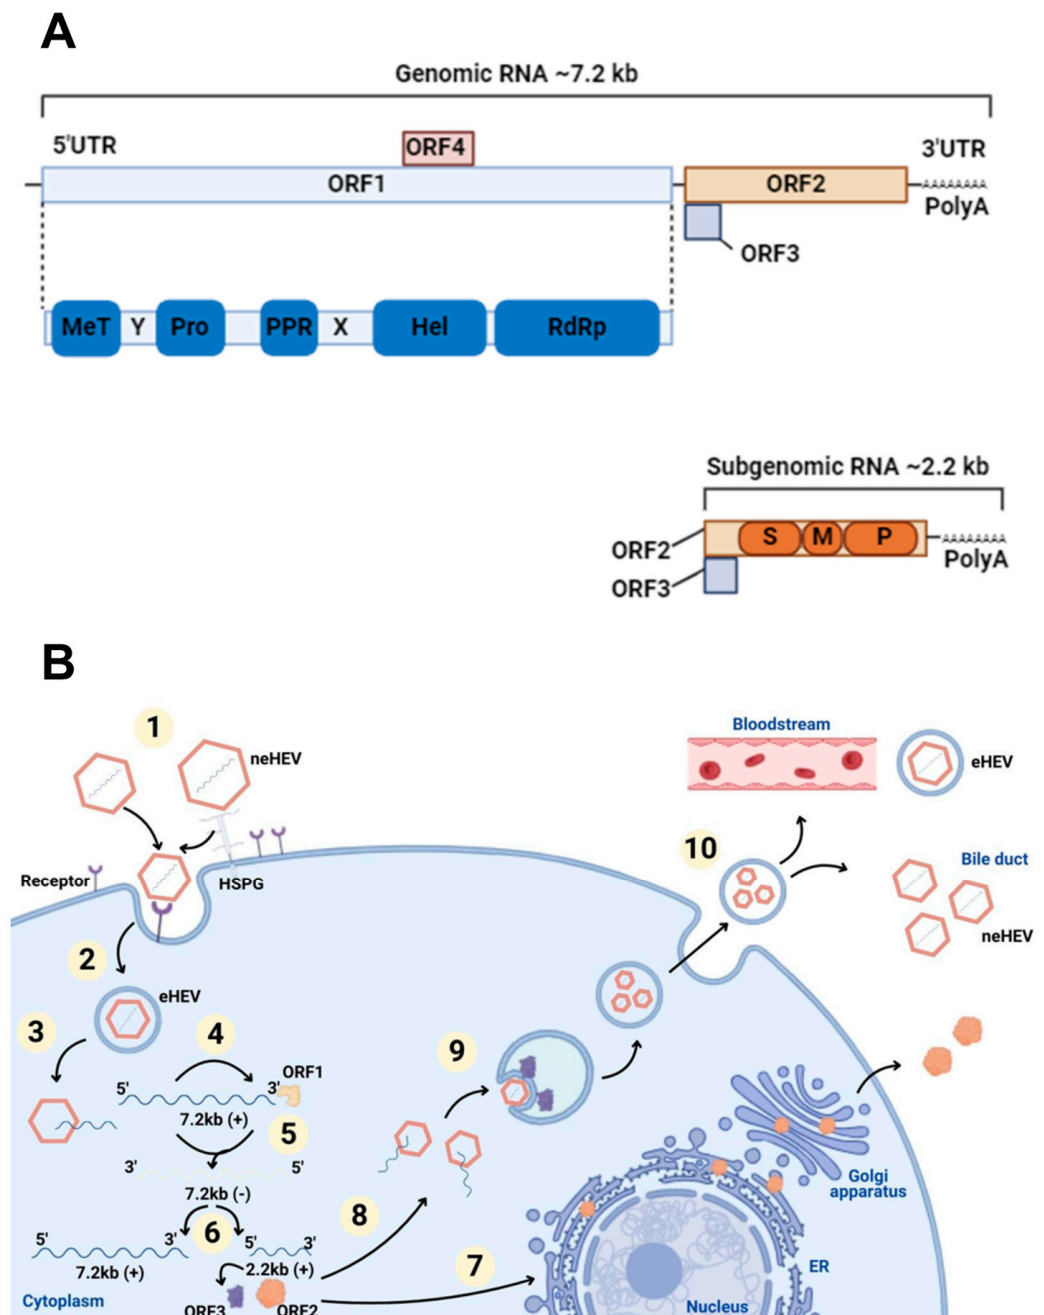 A
Genomic RNA ~7.2 kb
5'UTR
ORF4
3'UTR
ORF1
ORF2
AAAAAAAA
PolyA
ORF3
MeT Y Pro PPR X Hel RdRp
Subgenomic RNA ~2.2 kb
S M P
ORF2
AAAAAAAA
PolyA
ORF3
B
1
neHEV
Receptor
HSPG
2
eHEV
3
4
5' 3'
ORF1
7.2kb (+)
5
3' 5'
7.2kb (-)
6
5' 3'
7.2kb (+)
5' 3'
2.2kb (+)
ORF3
ORF2
Cytoplasm
7
8
9
10
Bloodstream
eHEV
Bile duct
neHEV
Golgi
apparatus
ER
Nucleus